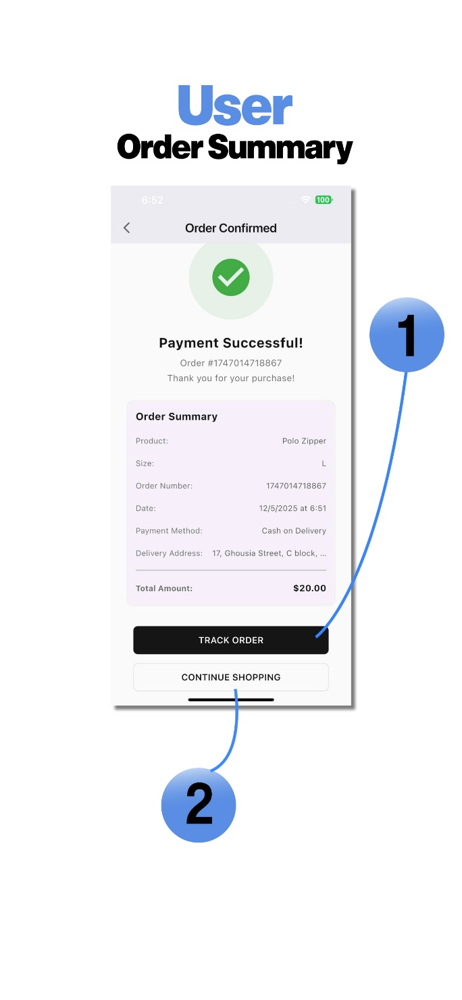 User
Order Summary
6:52
100
Order Confirmed
1
Payment Successful!
Order #1747014718867
Thank you for your purchase!
Order Summary
Product: Polo Zipper
Size: L
Order Number: 1747014718867
Date: 12/5/2025 at 6:51
Payment Method: Cash on Delivery
Delivery Address: 17, Ghousia Street, C block, ...
Total Amount: $20.00
TRACK ORDER
CONTINUE SHOPPING
2